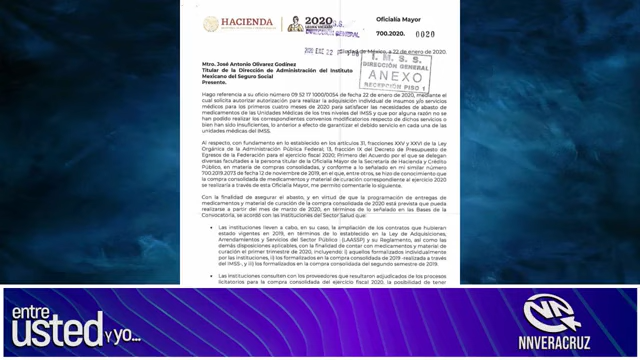 HACIENDA
2020
LEONA VICARIO
Oficialía Mayor
700.2020. 0020
DIRECCIÓN GENERAL
2020 ENE 22
Ciudad de México, a 22 de enero de 2020.
I. M. S. S.
DIRECCIÓN GENERAL
ANEXO
RECEPCIÓN PISO 1
Mtro. José Antonio Olivarez Godínez
Titular de la Dirección de Administración del Instituto
Mexicano del Seguro Social
Presente.
Hago referencia a su oficio número 09 52 17 1000/0054 de fecha 22 de enero de 2020, mediante el
cual solicita autorizar autorización para realizar la adquisición individual de insumos y/o servicios
médicos para los primeros cuatro meses de 2020 para satisfacer las necesidades de abasto de
medicamentos de las Unidades Médicas de los tres niveles del IMSS y que por alguna razón no se
han podido realizar los correspondientes convenios modificatorios respecto de dichos servicios o
bien han sido insuficientes, lo anterior a efecto de garantizar el debido servicio en cada una de las
unidades médicas del IMSS.
Al respecto, con fundamento en lo establecido en los artículos 31, fracciones XXV y XXVI de la Ley
Orgánica de la Administración Pública Federal; 13, fracción IX del Decreto de Presupuesto de
Egresos de la Federación para el ejercicio fiscal 2020; Primero del Acuerdo por el que se delegan
diversas facultades a la persona titular de la Oficialía Mayor de la Secretaría de Hacienda y Crédito
Público, en materia de compras consolidadas, y conforme a lo señalado en mi similar número
700.2019.2073 de fecha 12 de noviembre de 2019, en el que, entre otros, se hizo de conocimiento que
la compra consolidada de medicamentos y material de curación correspondiente al ejercicio 2020
se realizaría a través de esta Oficialía Mayor, me permito comentarle lo siguiente.
Con la finalidad de asegurar el abasto, y en virtud de que la programación de entregas de
medicamentos y material de curación de la compra consolidada de 2020 está prevista que pueda
realizarse a partir del mes de marzo de 2020, en términos de lo señalado en las Bases de la
Convocatoria, se acordó con las Instituciones del Sector Salud que:
• Las instituciones lleven a cabo, en su caso, la ampliación de los contratos que hubieran
estado vigentes en 2019, en términos de lo establecido en la Ley de Adquisiciones,
Arrendamientos y Servicios del Sector Público (LAASSP) y su Reglamento, así como las
demás disposiciones aplicables, con la finalidad de contar con medicamentos y material de
curación el primer bimestre de 2020, incluyendo: i) aquellos formalizados individualmente
por las instituciones, ii) los formalizados en la compra consolidada de 2019 -realizada a través
del IMSS-, y iii) los formalizados en la compra consolidada del segundo semestre de 2019.
• Las instituciones consulten con los proveedores que resultaron adjudicados de los procesos
licitatorios para la compra consolidada del ejercicio fiscal 2020, la posibilidad de tener
entre
usted y yo...
NN
NNVERACRUZ